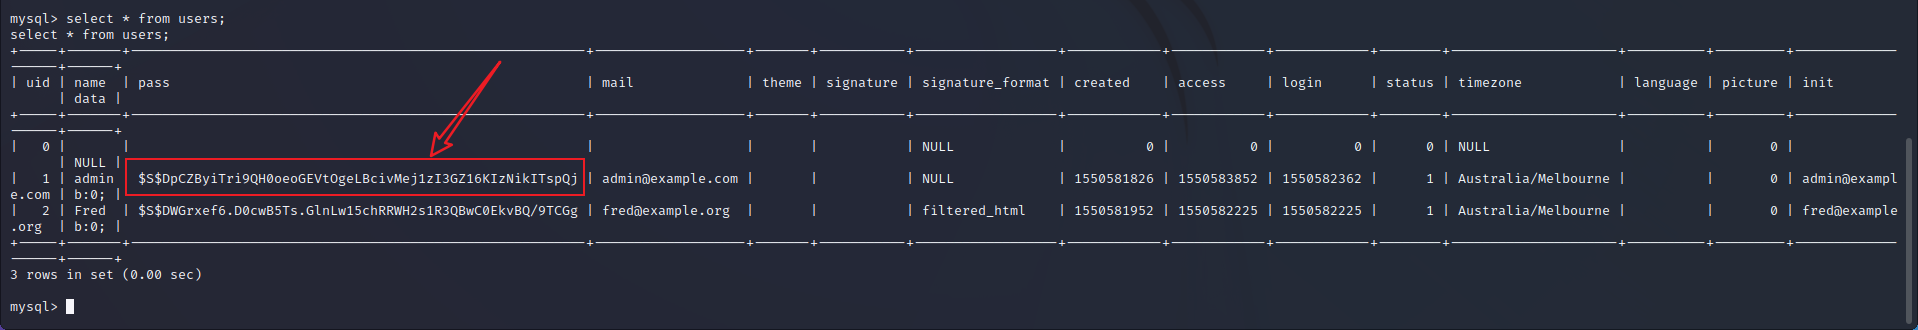 mysql> select * from users;
select * from users;
| uid | name | pass | mail | theme | signature | signature_format | created | access | login | status | timezone | language | picture | init
| data |
| 0 | | | | | | NULL | 0 | 0 | 0 | 0 | NULL | | 0 |
| NULL |
| 1 | admin | $S$DpCZByiTri9QH0oeoGEVtOgeLBcivMej1zI3GZ16KIzNikITspQj | admin@example.com | | | NULL | 1550581826 | 1550583852 | 1550582362 | 1 | Australia/Melbourne | | 0 | admin@exampl
e.com | b:0; |
| 2 | Fred | $S$DWGrxef6.D0cwB5Ts.GlnLw15chRRWH2s1R3QBwC0EkvBQ/9TCGg | fred@example.org | | | filtered_html | 1550581952 | 1550582225 | 1550582225 | 1 | Australia/Melbourne | | 0 | fred@example
.org | b:0; |
3 rows in set (0.00 sec)
mysql>